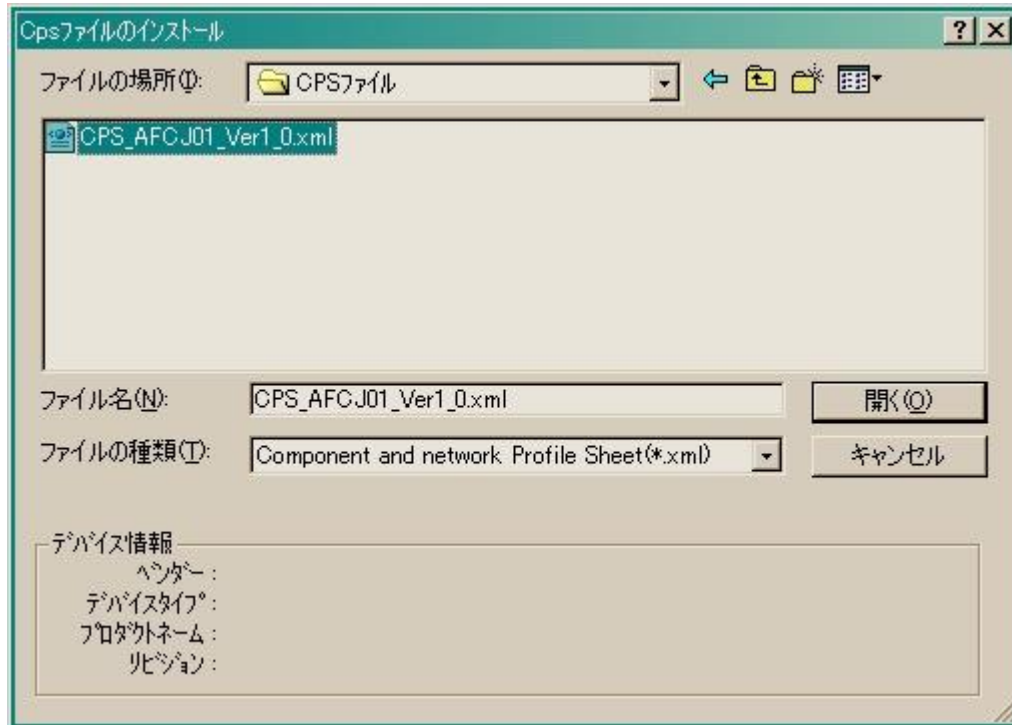 Cpsﾌｧｲﾙのｲﾝｽﾄｰﾙ
ファイルの場所(I):
CPSﾌｧｲﾙ
CPS_AFCJ01_Ver1_0.xml
ファイル名(N):
CPS_AFCJ01_Ver1_0.xml
開く(O)
ファイルの種類(T):
Component and network Profile Sheet(*.xml)
キャンセル
ﾃﾞﾊﾞｲｽ情報
ﾍﾞﾝﾀﾞｰ :
ﾃﾞﾊﾞｲｽﾀｲﾌﾟ :
ﾌﾟﾛﾀﾞｸﾄﾈｰﾑ :
ﾘﾋﾞｼﾞｮﾝ :